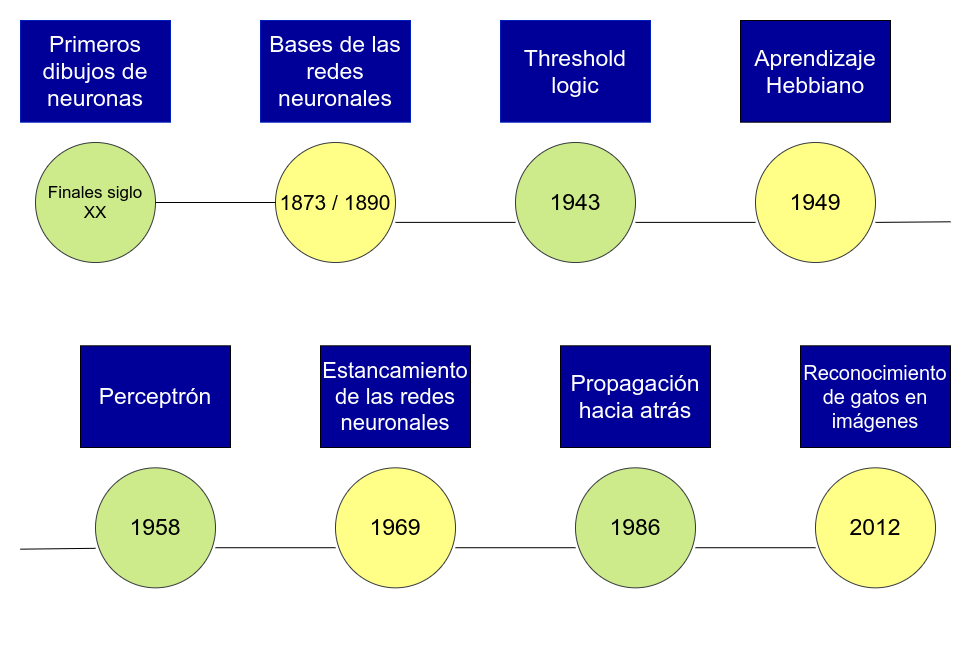 Primeros
dibujos de
neuronas
Bases de las
redes
neuronales
Threshold
logic
Aprendizaje
Hebbiano
Finales siglo
XX
1873 / 1890
1943
1949
Perceptrón
Estancamiento
de las redes
neuronales
Propagación
hacia atrás
Reconocimiento
de gatos en
imágenes
1958
1969
1986
2012